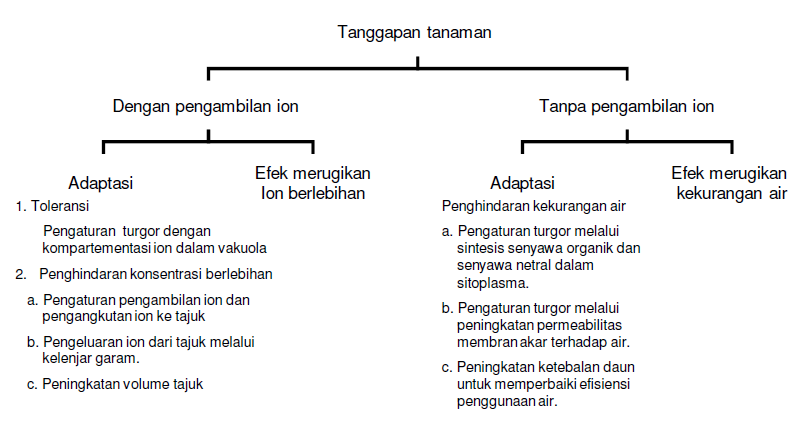 Tanggapan tanaman
Dengan pengambilan ion
Tanpa pengambilan ion
Adaptasi
Efek merugikan
Ion berlebihan
1. Toleransi
Pengaturan turgor dengan
kompartementasi ion dalam vakuola
2. Penghindaran konsentrasi berlebihan
a. Pengaturan pengambilan ion dan
pengangkutan ion ke tajuk
b. Pengeluaran ion dari tajuk melalui
kelenjar garam.
c. Peningkatan volume tajuk
Adaptasi
Efek merugikan
kekurangan air
Penghindaran kekurangan air
a. Pengaturan turgor melalui
sintesis senyawa organik dan
senyawa netral dalam
sitoplasma.
b. Pengaturan turgor melalui
peningkatan permeabilitas
membran akar terhadap air.
c. Peningkatan ketebalan daun
untuk memperbaiki efisiensi
penggunaan air.